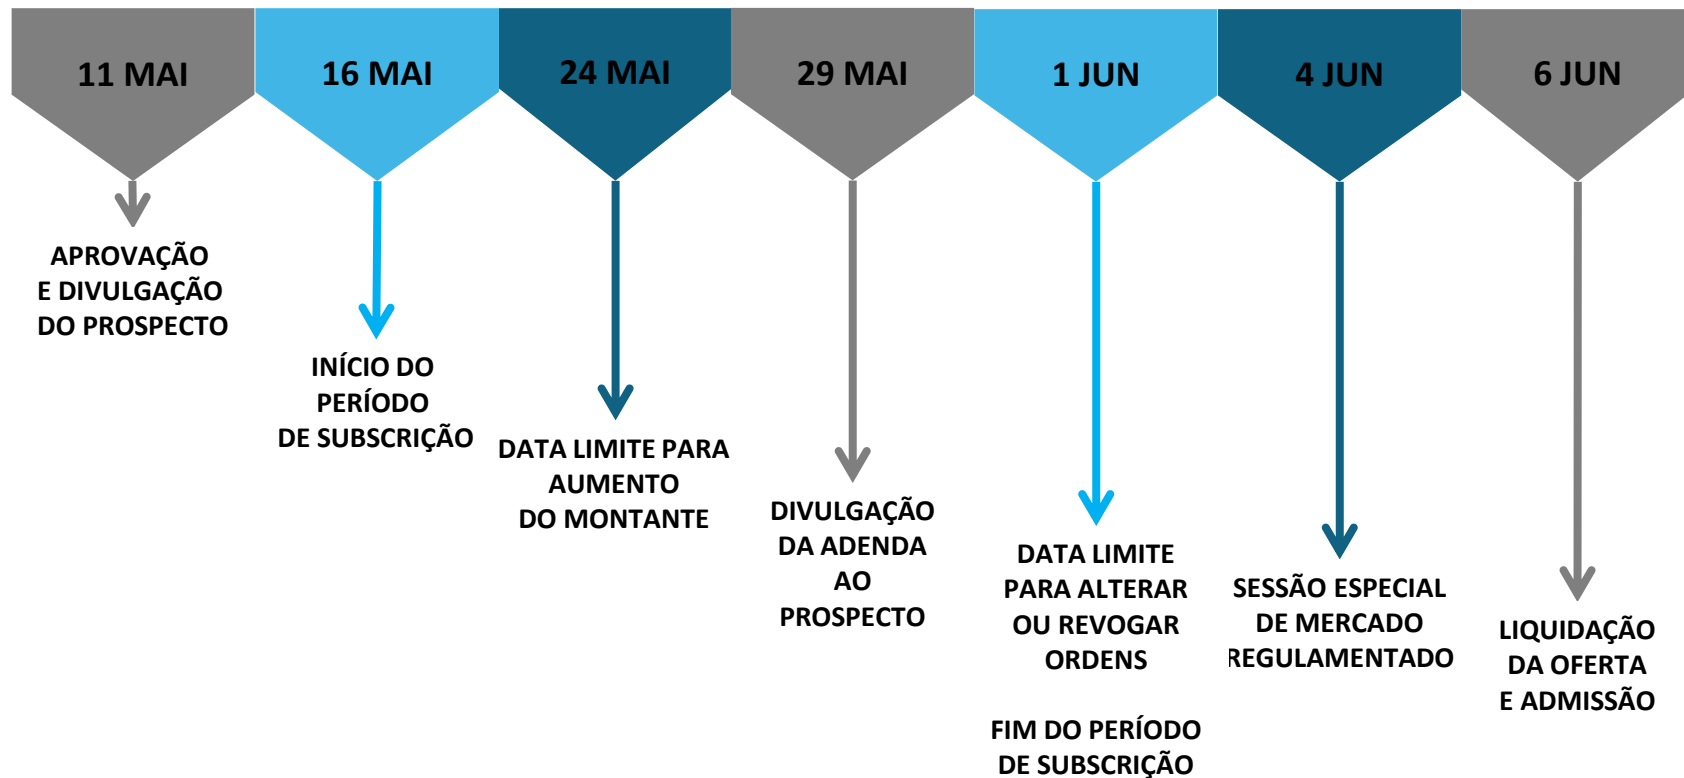 11 MAI
16 MAI
24 MAI
29 MAI
1 JUN
4 JUN
6 JUN
APROVAÇÃO
E DIVULGAÇÃO
DO PROSPECTO
INÍCIO DO
PERÍODO
DE SUBSCRIÇÃO
DATA LIMITE PARA
AUMENTO
DO MONTANTE
DIVULGAÇÃO
DA ADENDA
AO
PROSPECTO
DATA LIMITE
PARA ALTERAR
OU REVOGAR
ORDENS
FIM DO PERÍODO
DE SUBSCRIÇÃO
SESSÃO ESPECIAL
DE MERCADO
REGULAMENTADO
LIQUIDAÇÃO
DA OFERTA
E ADMISSÃO